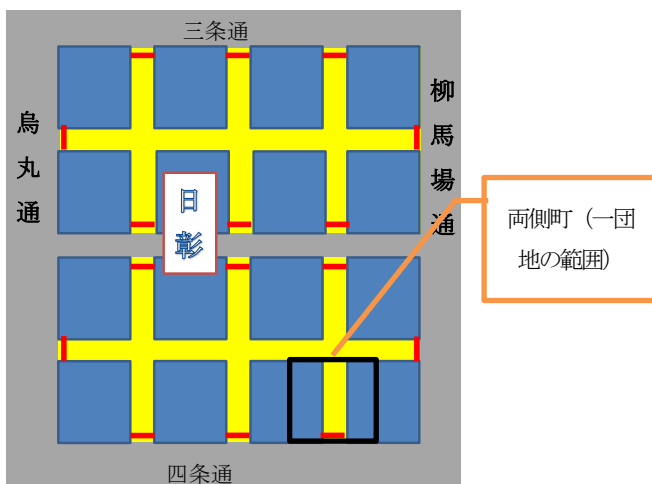 三条通
烏丸通
柳馬場通
日彰
両側町（一団
地の範囲）
四条通